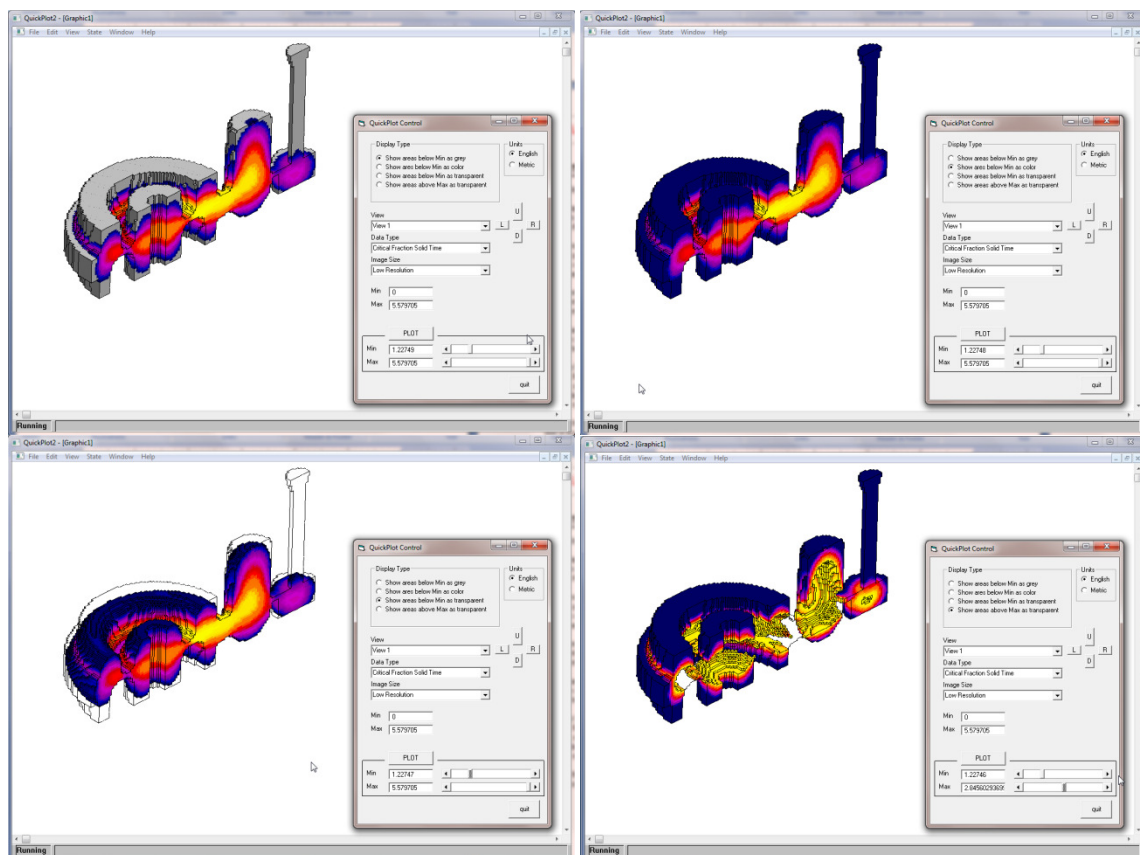 QuickPlot2 - [Graphic1]
File Edit View State Window Help
QuickPlot Control
Display Type
Show areas below Min as grey
Show ares below Min as color
Show areas below Min as transparent
Show areas above Max as transparent
Units
English
Metric
View
View 1
U
L
R
D
Data Type
Critical Fraction Solid Time
Image Size
Low Resolution
Min 0
Max 5.579705
PLOT
Min 1.22749
Max 5.579705
quit
Running
QuickPlot2 - [Graphic1]
File Edit View State Window Help
QuickPlot Control
Display Type
Show areas below Min as grey
Show ares below Min as color
Show areas below Min as transparent
Show areas above Max as transparent
Units
English
Metric
View
View 1
U
L
R
D
Data Type
Critical Fraction Solid Time
Image Size
Low Resolution
Min 0
Max 5.579705
PLOT
Min 1.22748
Max 5.579705
quit
Running
QuickPlot2 - [Graphic1]
File Edit View State Window Help
QuickPlot Control
Display Type
Show areas below Min as grey
Show ares below Min as color
Show areas below Min as transparent
Show areas above Max as transparent
Units
English
Metric
View
View 1
U
L
R
D
Data Type
Critical Fraction Solid Time
Image Size
Low Resolution
Min 0
Max 5.579705
PLOT
Min 1.22747
Max 5.579705
quit
Running
QuickPlot2 - [Graphic1]
File Edit View State Window Help
QuickPlot Control
Display Type
Show areas below Min as grey
Show ares below Min as color
Show areas below Min as transparent
Show areas above Max as transparent
Units
English
Metric
View
View 1
U
L
R
D
Data Type
Critical Fraction Solid Time
Image Size
Low Resolution
Min 0
Max 5.579705
PLOT
Min 1.22746
Max
quit
Running